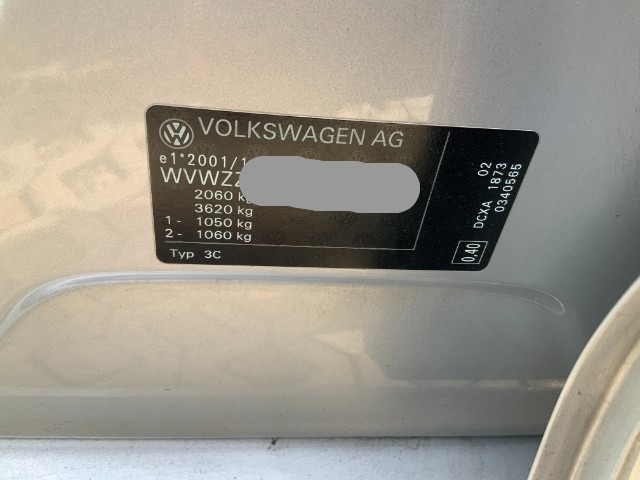 VOLKSWAGEN AG
e1*2001/1
WVWZZ
2060 kg
3620 kg
1 - 1050 kg
2 - 1060 kg
Typ 3C
02
DCXA 1873
0340565
0.40